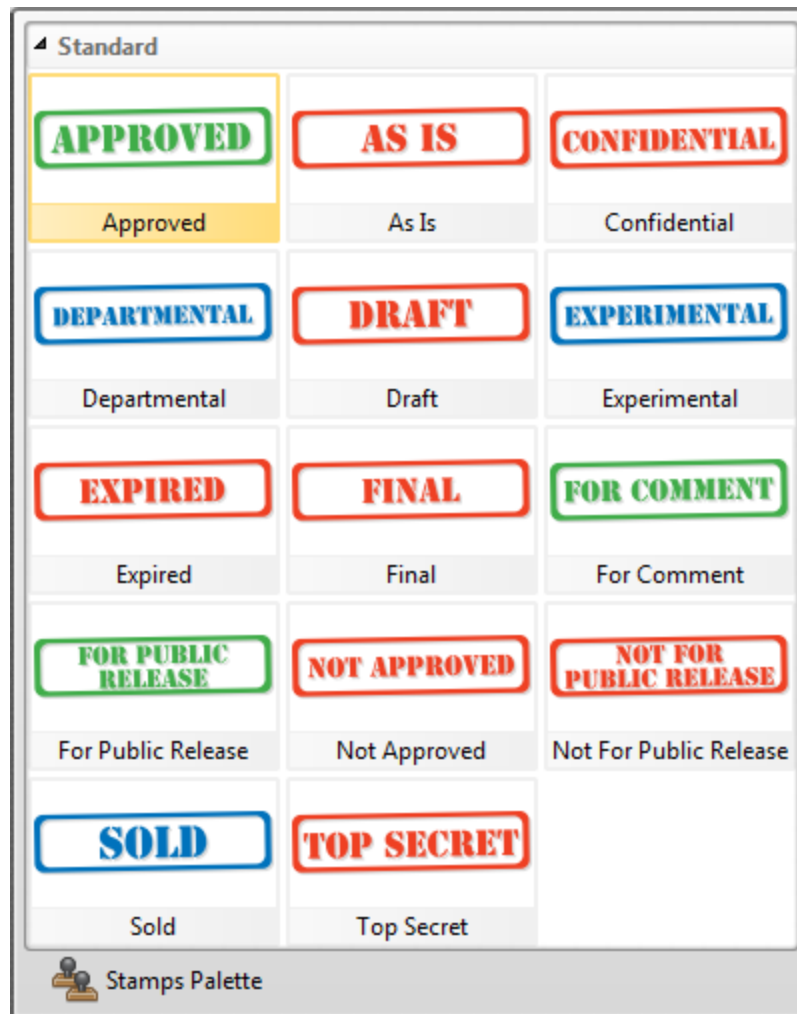 Standard
APPROVED
AS IS
CONFIDENTIAL
Approved
As Is
Confidential
DEPARTMENTAL
DRAFT
EXPERIMENTAL
Departmental
Draft
Experimental
EXPIRED
FINAL
FOR COMMENT
Expired
Final
For Comment
FOR PUBLIC
RELEASE
NOT APPROVED
NOT FOR
PUBLIC RELEASE
For Public Release
Not Approved
Not For Public Release
SOLD
TOP SECRET
Sold
Top Secret
Stamps Palette